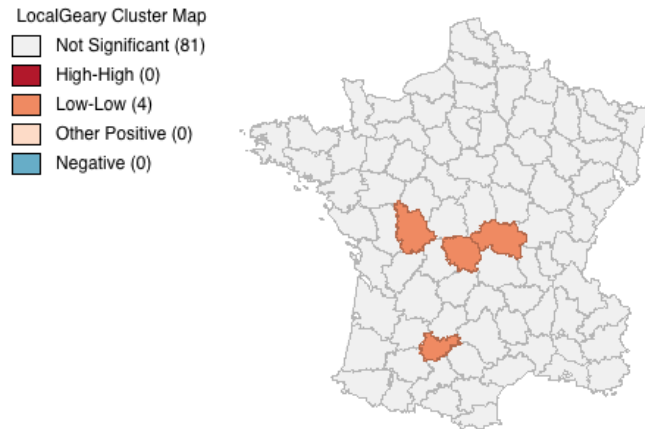 LocalGeary Cluster Map
Not Significant (81)
High-High (0)
Low-Low (4)
Other Positive (0)
Negative (0)